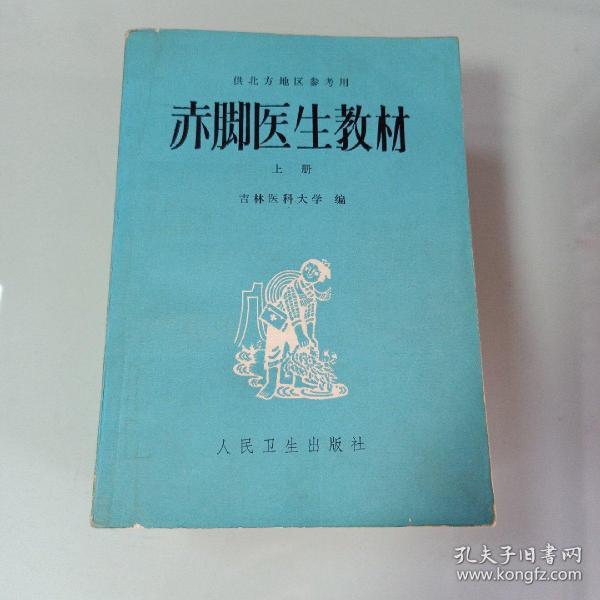 供北方地区参考用
赤脚医生教材
上册
吉林医科大学 编
人民卫生出版社
孔夫子旧书网
www.kongfz.com